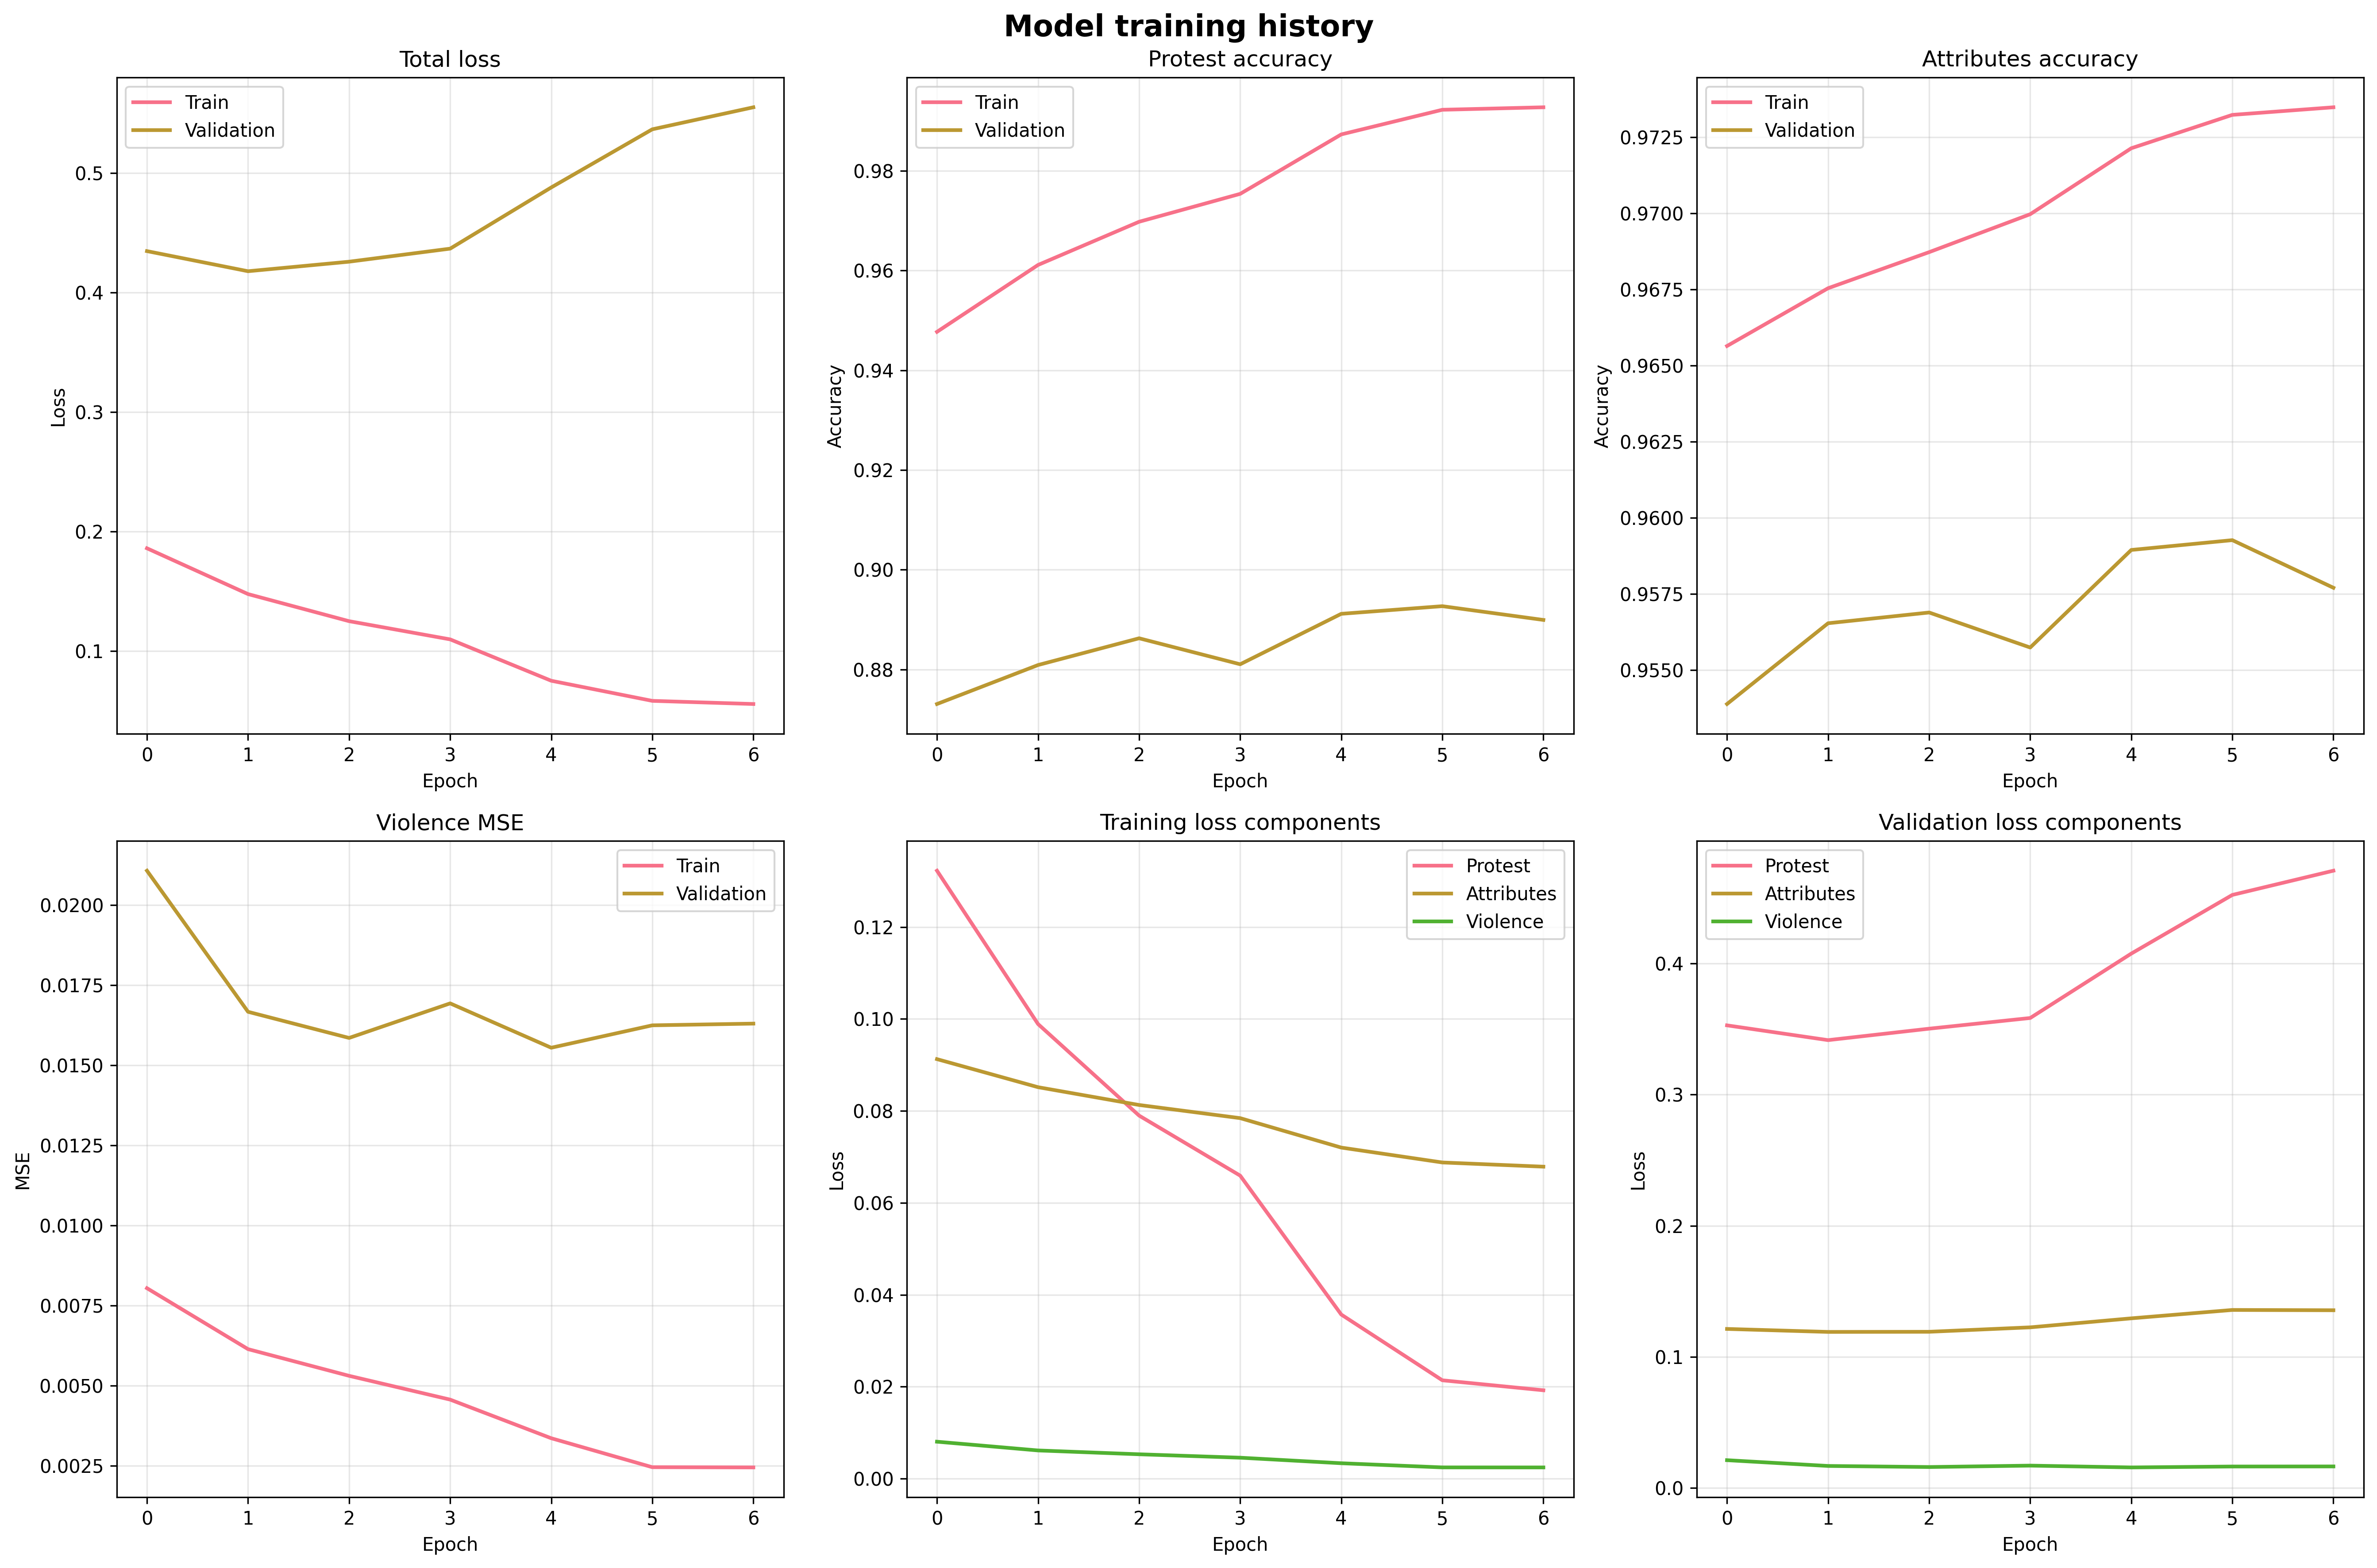 Model training history
Total loss
Train
Validation
0.5
0.4
0.3
0.2
0.1
Loss
0 1 2 3 4 5 6
Epoch
Protest accuracy
Train
Validation
0.98
0.96
0.94
0.92
0.90
0.88
Accuracy
0 1 2 3 4 5 6
Epoch
Attributes accuracy
Train
Validation
0.9725
0.9700
0.9675
0.9650
0.9625
0.9600
0.9575
0.9550
Accuracy
0 1 2 3 4 5 6
Epoch
Violence MSE
Train
Validation
0.0200
0.0175
0.0150
0.0125
0.0100
0.0075
0.0050
0.0025
MSE
0 1 2 3 4 5 6
Epoch
Training loss components
Protest
Attributes
Violence
0.12
0.10
0.08
0.06
0.04
0.02
0.00
Loss
0 1 2 3 4 5 6
Epoch
Validation loss components
Protest
Attributes
Violence
0.4
0.3
0.2
0.1
0.0
Loss
0 1 2 3 4 5 6
Epoch